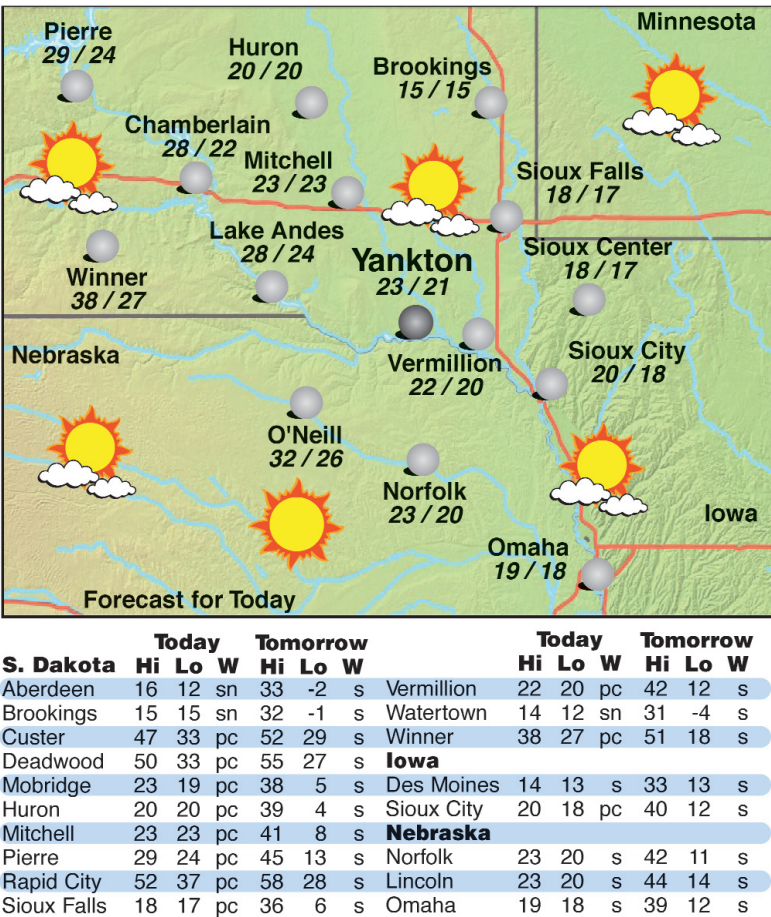 Minnesota
Pierre
29 / 24
Huron
20 / 20
Brookings
15 / 15
Chamberlain
28 / 22
Mitchell
23 / 23
Sioux Falls
18 / 17
Lake Andes
28 / 24
Yankton
23 / 21
Sioux Center
18 / 17
Winner
38 / 27
Nebraska
Vermillion
22 / 20
Sioux City
20 / 18
O'Neill
32 / 26
Norfolk
23 / 20
Iowa
Omaha
19 / 18
Forecast for Today
Today Tomorrow
S. Dakota Hi Lo W Hi Lo W
Aberdeen 16 12 sn 33 -2 s
Brookings 15 15 sn 32 -1 s
Custer 47 33 pc 52 29 s
Deadwood 50 33 pc 55 27 s
Mobridge 23 19 pc 38 5 s
Huron 20 20 pc 39 4 s
Mitchell 23 23 pc 41 8 s
Pierre 29 24 pc 45 13 s
Rapid City 52 37 pc 58 28 s
Sioux Falls 18 17 pc 36 6 s
Today Tomorrow
Hi Lo W Hi Lo W
Vermillion 22 20 pc 42 12 s
Watertown 14 12 sn 31 -4 s
Winner 38 27 pc 51 18 s
Iowa
Des Moines 14 13 s 33 13 s
Sioux City 20 18 pc 40 12 s
Nebraska
Norfolk 23 20 s 42 11 s
Lincoln 23 20 s 44 14 s
Omaha 19 18 s 39 12 s